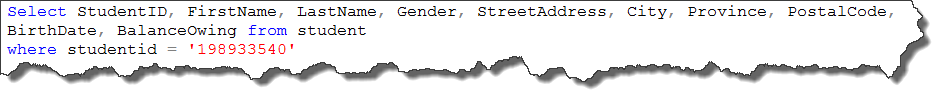 Select StudentID, FirstName, LastName, Gender, StreetAddress, City, Province, PostalCode,
BirthDate, BalanceOwing from student
where studentid = '198933540'